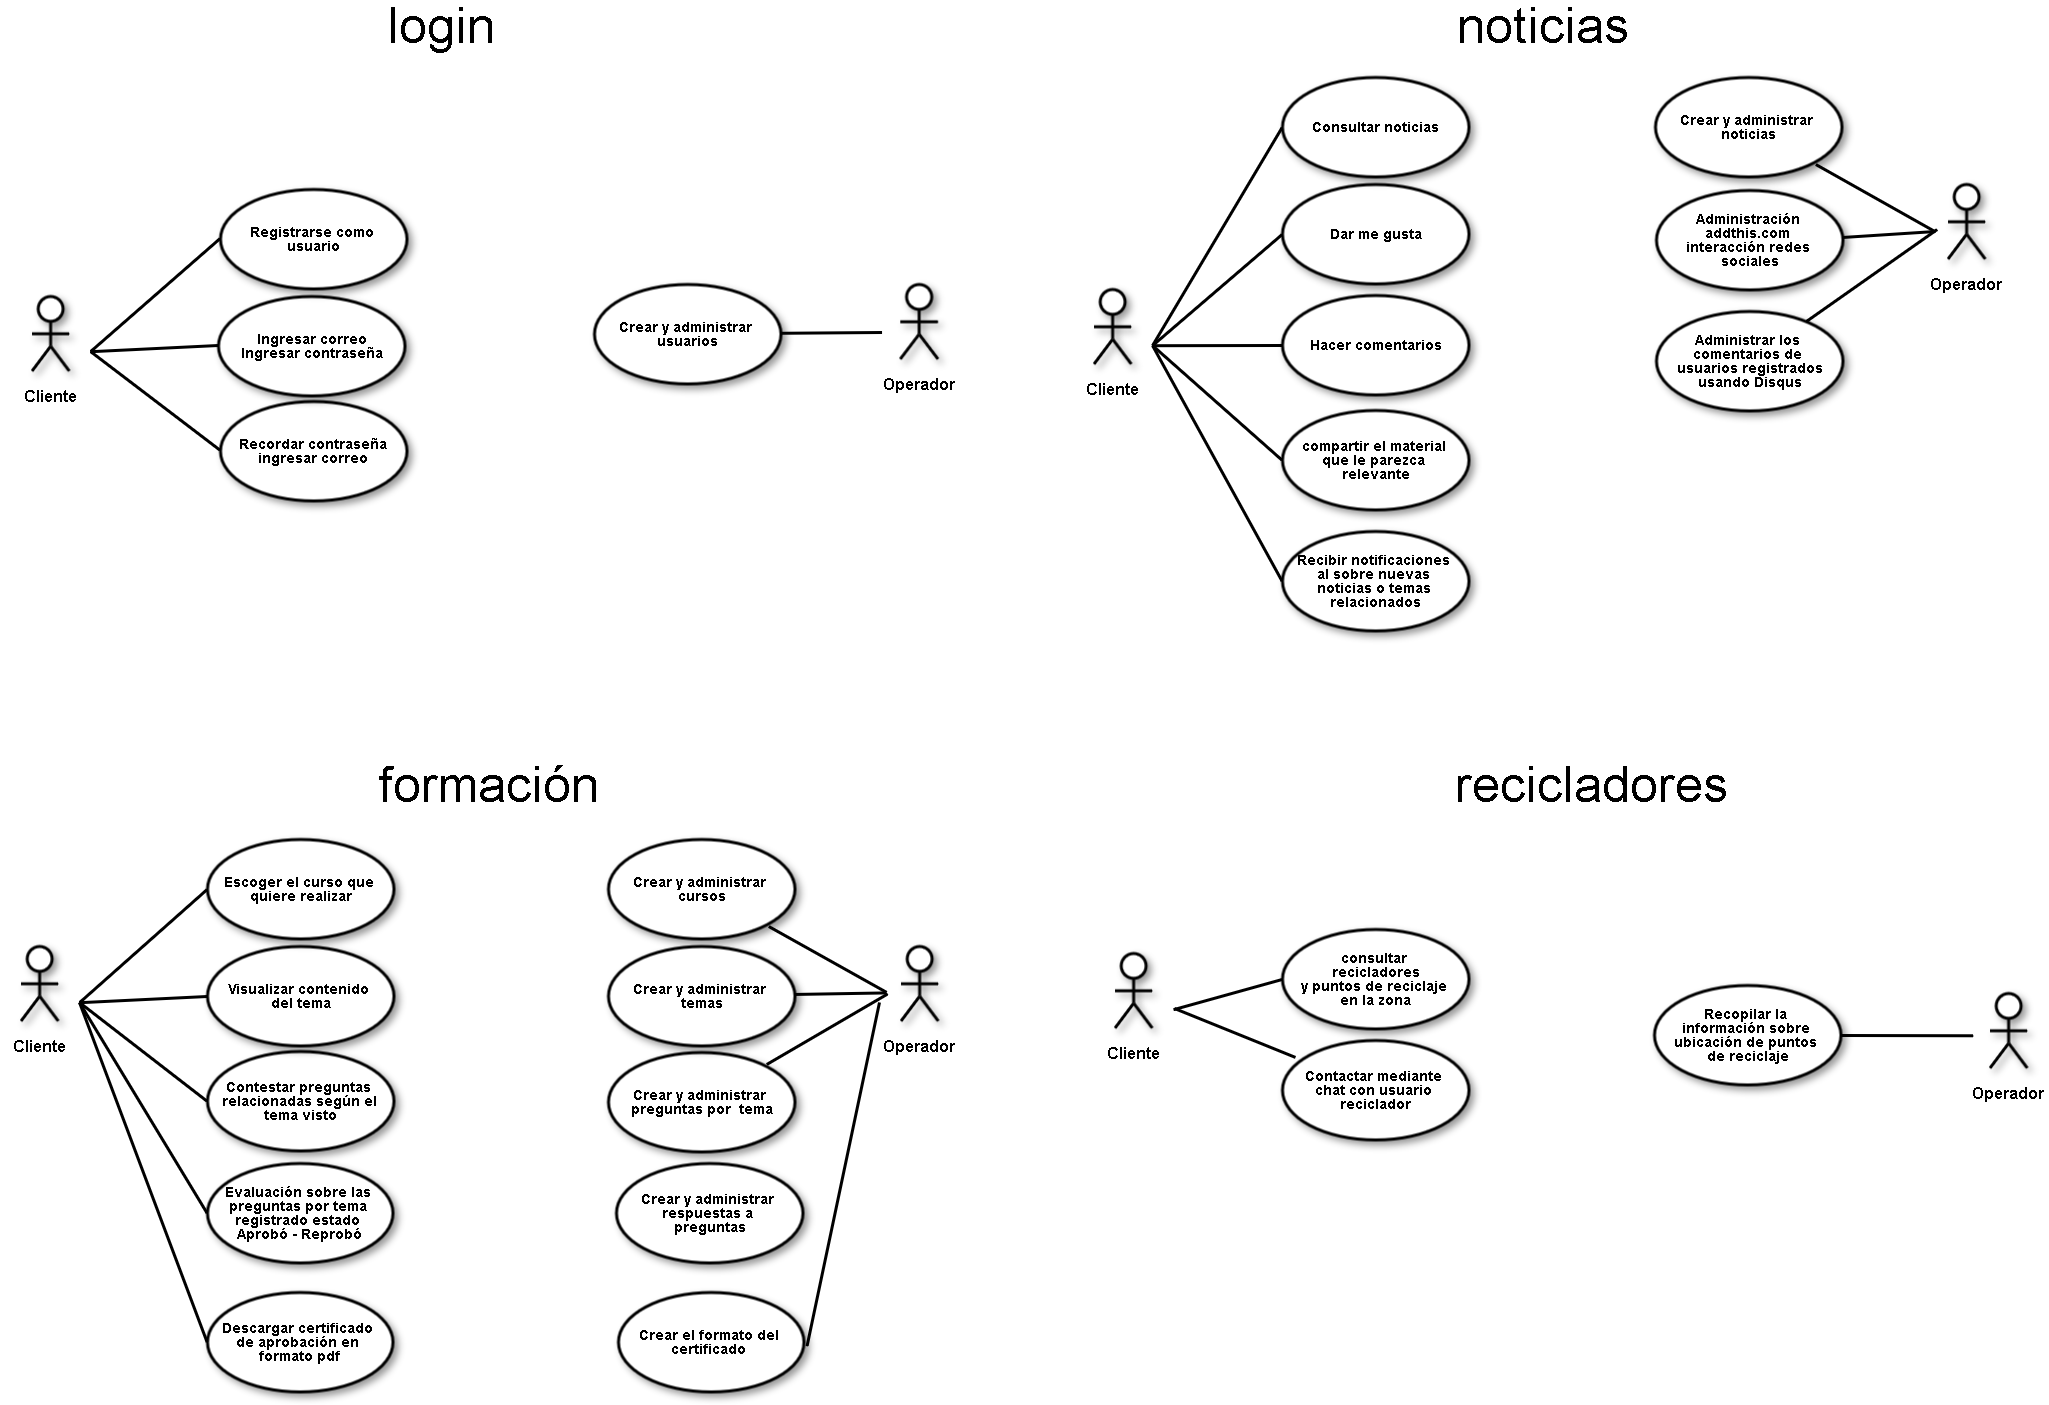 login
Registrarse como
usuario
Ingresar correo
Ingresar contraseña
Recordar contraseña
ingresar correo
Cliente
Crear y administrar
usuarios
Operador
noticias
Consultar noticias
Dar me gusta
Hacer comentarios
compartir el material
que le parezca
relevante
Recibir notificaciones
al sobre nuevas
noticias o temas
relacionados
Cliente
Crear y administrar
noticias
Administración
addthis.com
interacción redes
sociales
Administrar los
comentarios de
usuarios registrados
usando Disqus
Operador
formación
Escoger el curso que
quiere realizar
Visualizar contenido
del tema
Contestar preguntas
relacionadas según el
tema visto
Evaluación sobre las
preguntas por tema
registrado estado
Aprobó - Reprobó
Descargar certificado
de aprobación en
formato pdf
Cliente
Crear y administrar
cursos
Crear y administrar
temas
Crear y administrar
preguntas por  tema
Crear y administrar
respuestas a
preguntas
Crear el formato del
certificado
Operador
recicladores
consultar
recicladores
y puntos de reciclaje
en la zona
Contactar mediante
chat con usuario
reciclador
Cliente
Recopilar la
información sobre
ubicación de puntos
de reciclaje
Operador